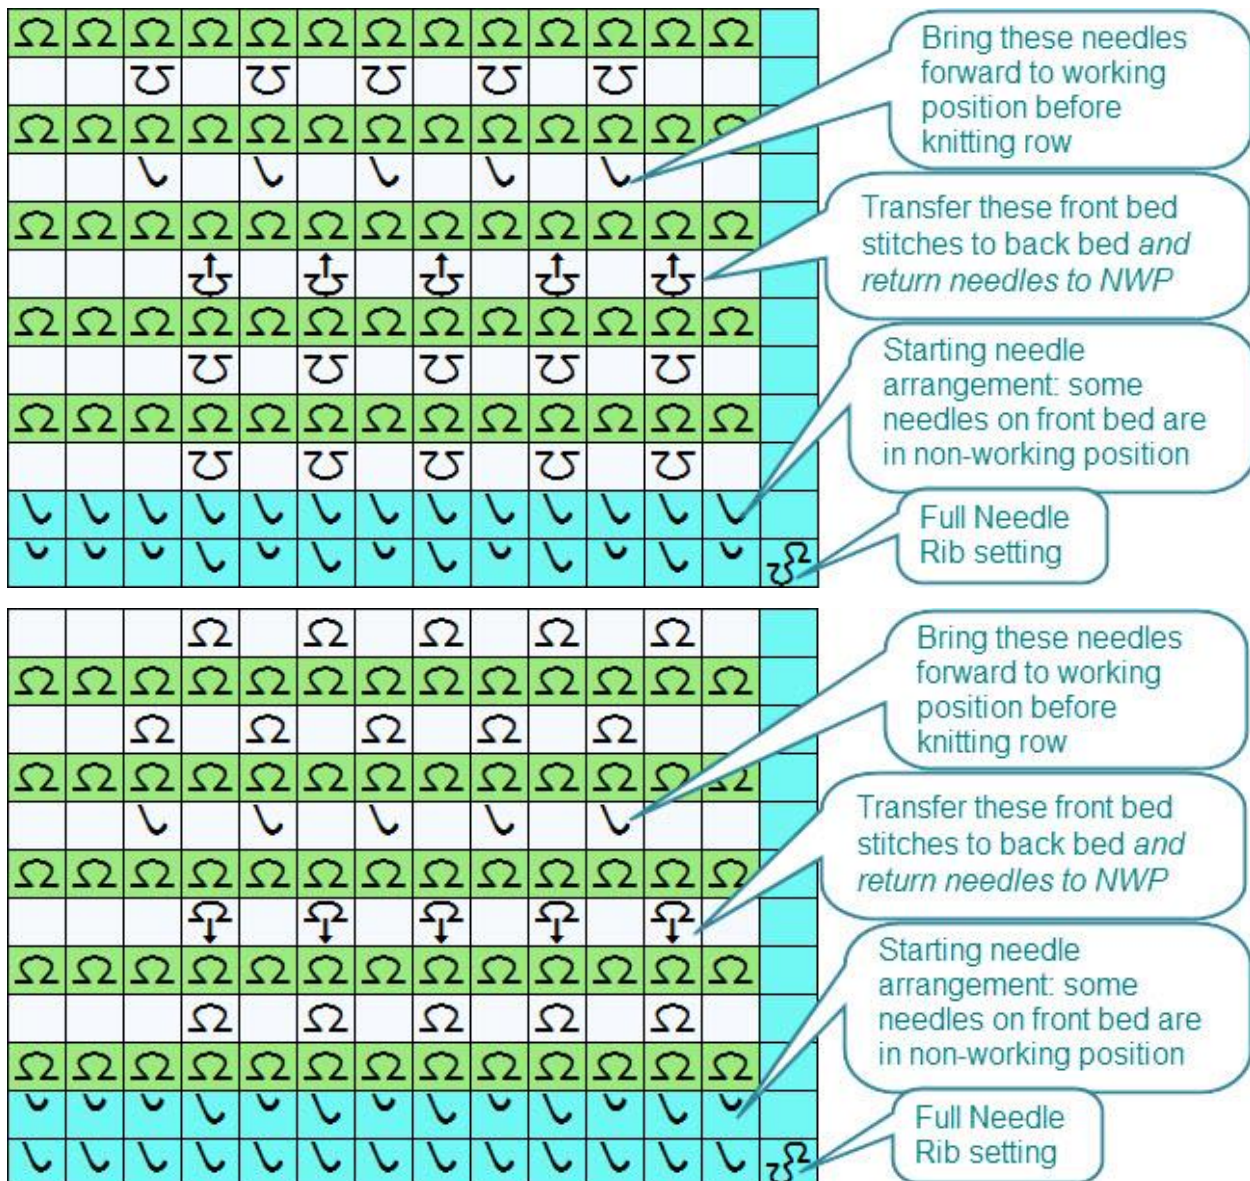 Bring these needles
forward to working
position before
knitting row
Transfer these front bed
stitches to back bed and
return needles to NWP
Starting needle
arrangement: some
needles on front bed are
in non-working position
Full Needle
Rib setting
Bring these needles
forward to working
position before
knitting row
Transfer these front bed
stitches to back bed and
return needles to NWP
Starting needle
arrangement: some
needles on front bed are
in non-working position
Full Needle
Rib setting